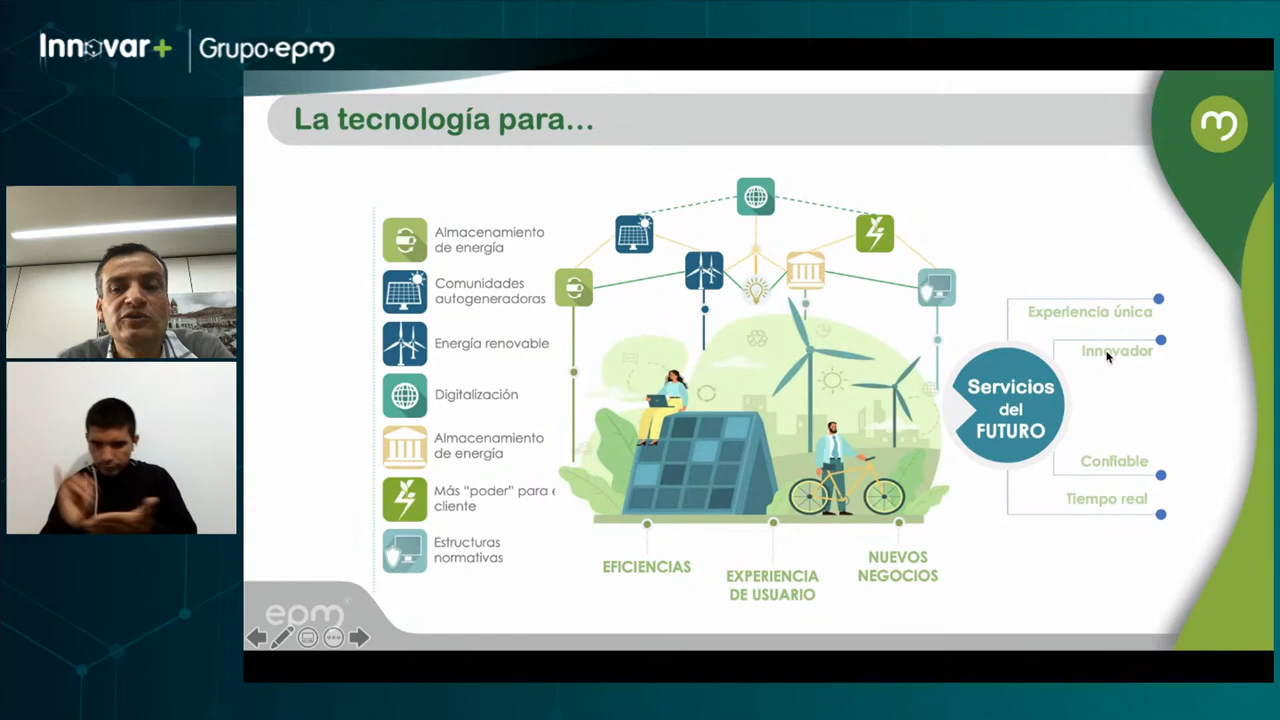 Innovar+
Grupo·epm
La tecnología para...
Almacenamiento
de energía
Comunidades
autogeneradoras
Energía renovable
Digitalización
Almacenamiento
de energía
Más “poder” para e
cliente
Estructuras
normativas
EFICIENCIAS
EXPERIENCIA
DE USUARIO
NUEVOS
NEGOCIOS
Servicios
del
FUTURO
Experiencia única
Innovador
Confiable
Tiempo real
epm®